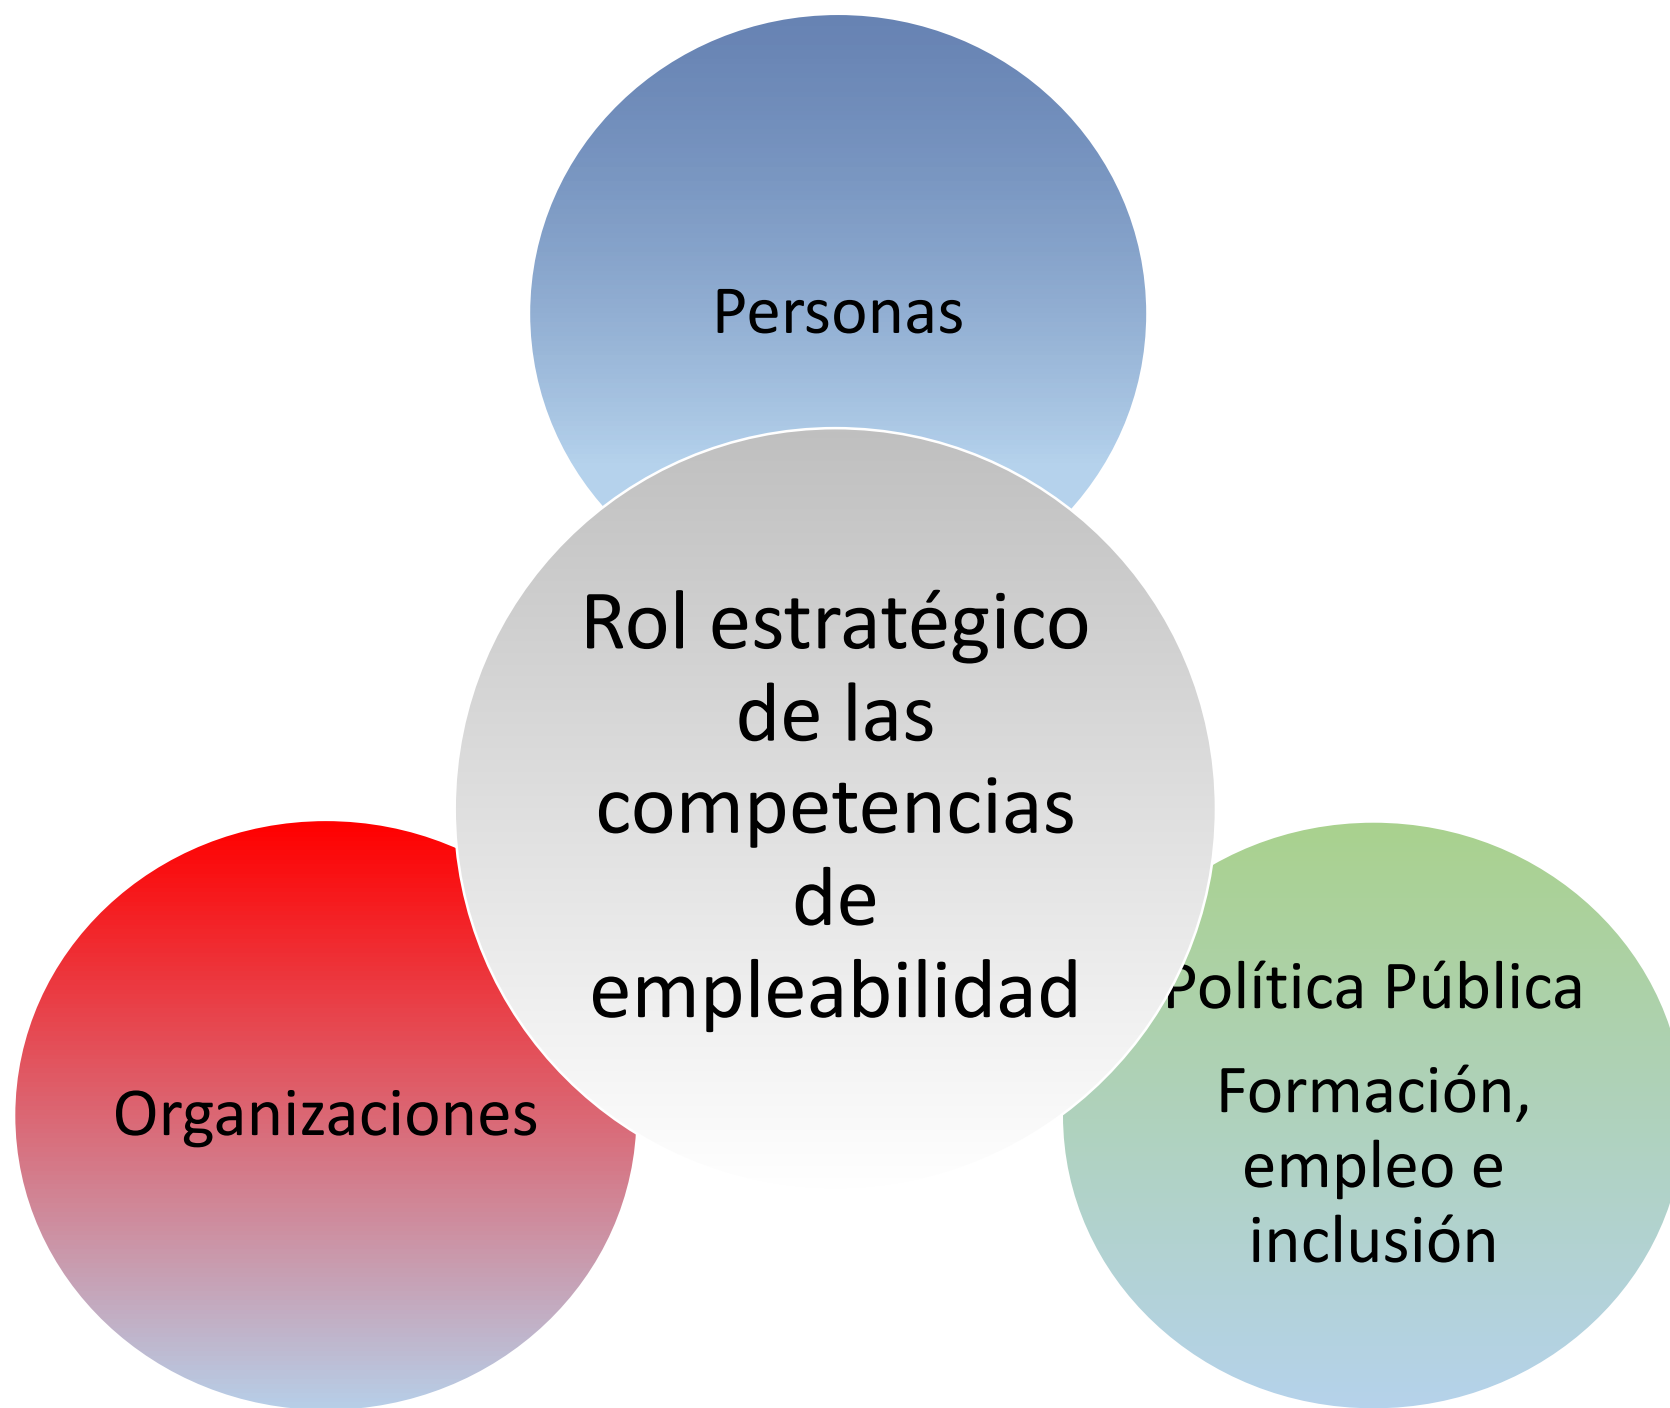 Personas
Rol estratégico
de las
competencias
de
empleabilidad
Organizaciones
Política Pública
Formación,
empleo e
inclusión